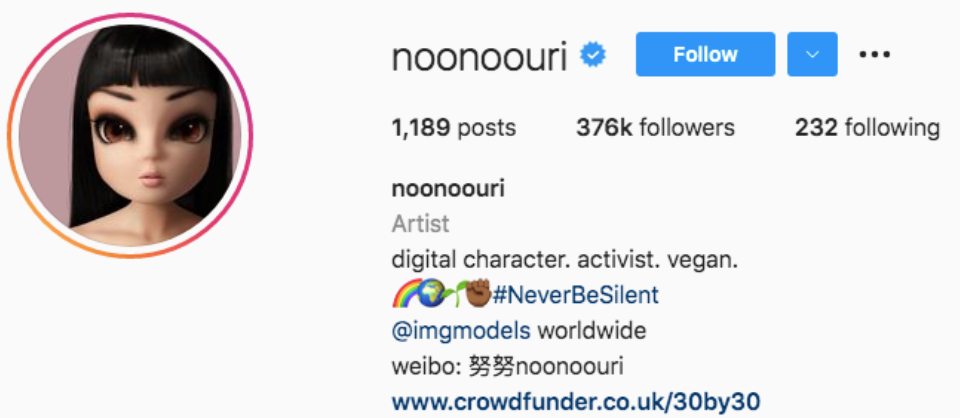 noonoouri Follow
1,189 posts 376k followers 232 following
noonoouri
Artist
digital character. activist. vegan.
🌈🌍🌱✊🏾#NeverBeSilent
@imgmodels worldwide
weibo: 努努noonoouri
www.crowdfunder.co.uk/30by30